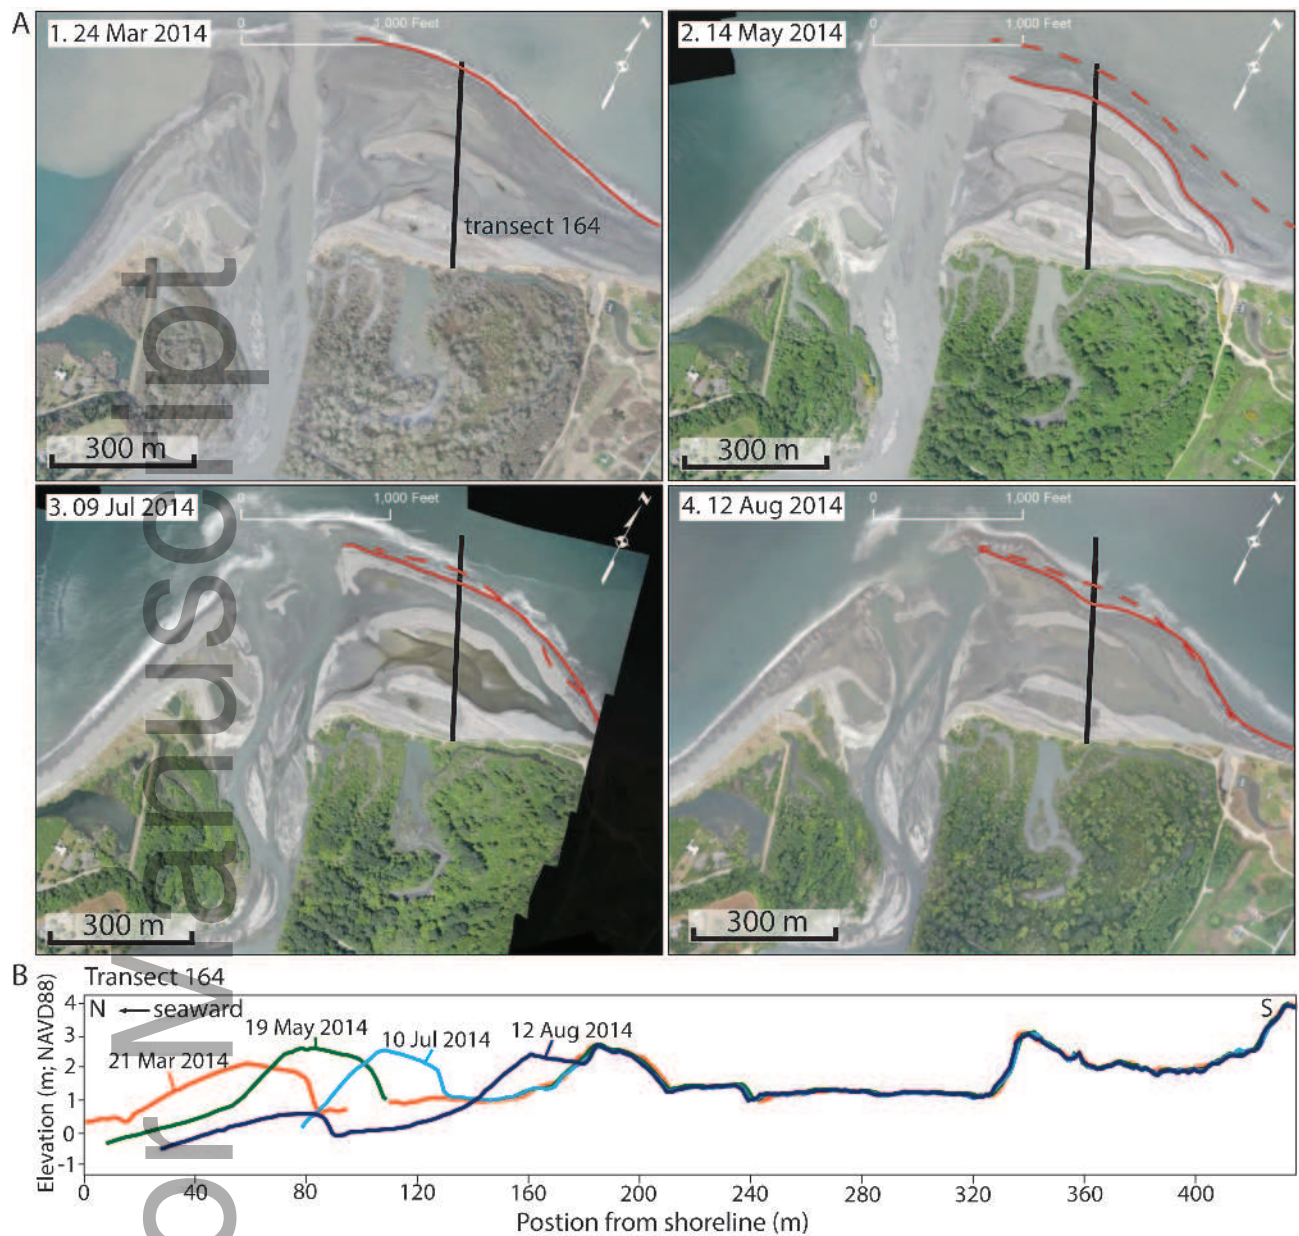 A
1. 24 Mar 2014
0 1,000 Feet
N
transect 164
300 m
2. 14 May 2014
0 1,000 Feet
N
300 m
3. 09 Jul 2014
0 1,000 Feet
N
300 m
4. 12 Aug 2014
0 1,000 Feet
N
300 m
or Manuscript
B
Transect 164
Elevation (m; NAVD88)
4
3
2
1
0
-1
N ← seaward
S
21 Mar 2014
19 May 2014
10 Jul 2014
12 Aug 2014
0 40 80 120 160 200 240 280 320 360 400
Postion from shoreline (m)